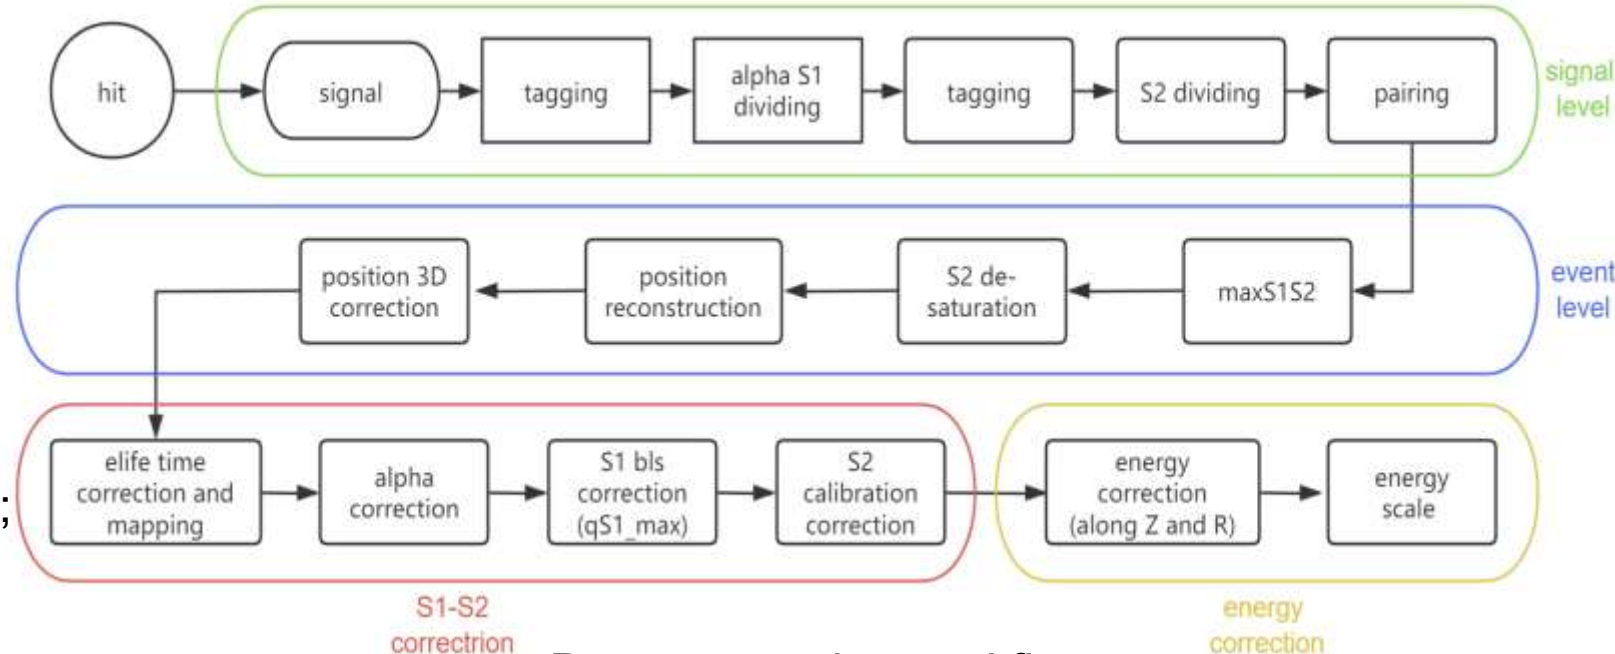 hit
signal
tagging
alpha S1
dividing
tagging
S2 dividing
pairing
signal
level
position 3D
correction
position
reconstruction
S2 de-
saturation
maxS1S2
event
level
;
elife time
correction and
mapping
alpha
correction
S1 bls
correction
(qS1_max)
S2
calibration
correction
energy
correction
(along Z and R)
energy
scale
S1-S2
correctrion
energy
correction